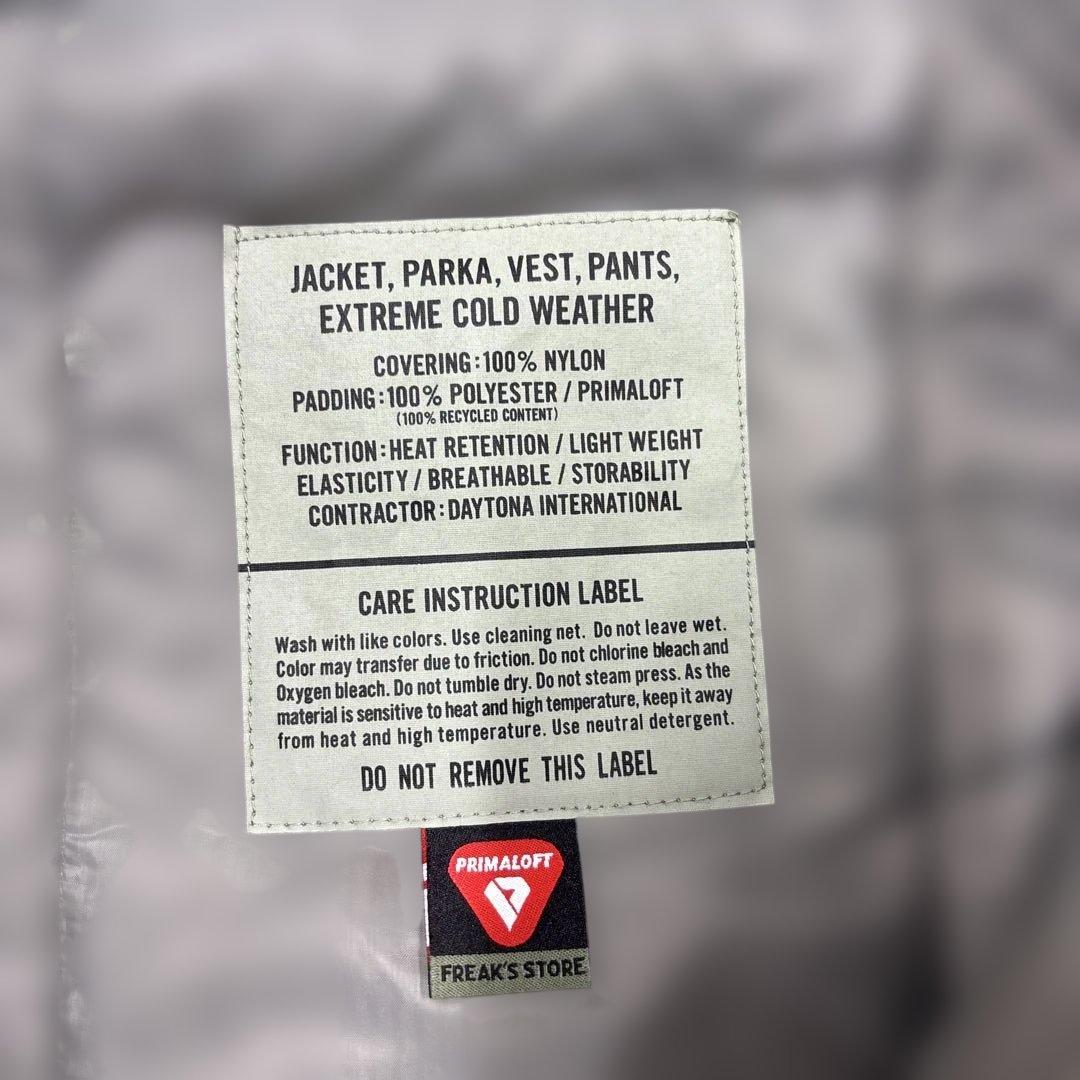 JACKET, PARKA, VEST, PANTS,
EXTREME COLD WEATHER
COVERING:100% NYLON
PADDING:100% POLYESTER / PRIMALOFT
(100% RECYCLED CONTENT)
FUNCTION:HEAT RETENTION / LIGHT WEIGHT
ELASTICITY / BREATHABLE / STORABILITY
CONTRACTOR:DAYTONA INTERNATIONAL
CARE INSTRUCTION LABEL
Wash with like colors. Use cleaning net. Do not leave wet.
Color may transfer due to friction. Do not chlorine bleach and
Oxygen bleach. Do not tumble dry. Do not steam press. As the
material is sensitive to heat and high temperature, keep it away
from heat and high temperature. Use neutral detergent.
DO NOT REMOVE THIS LABEL
PRIMALOFT
FREAK'S STORE